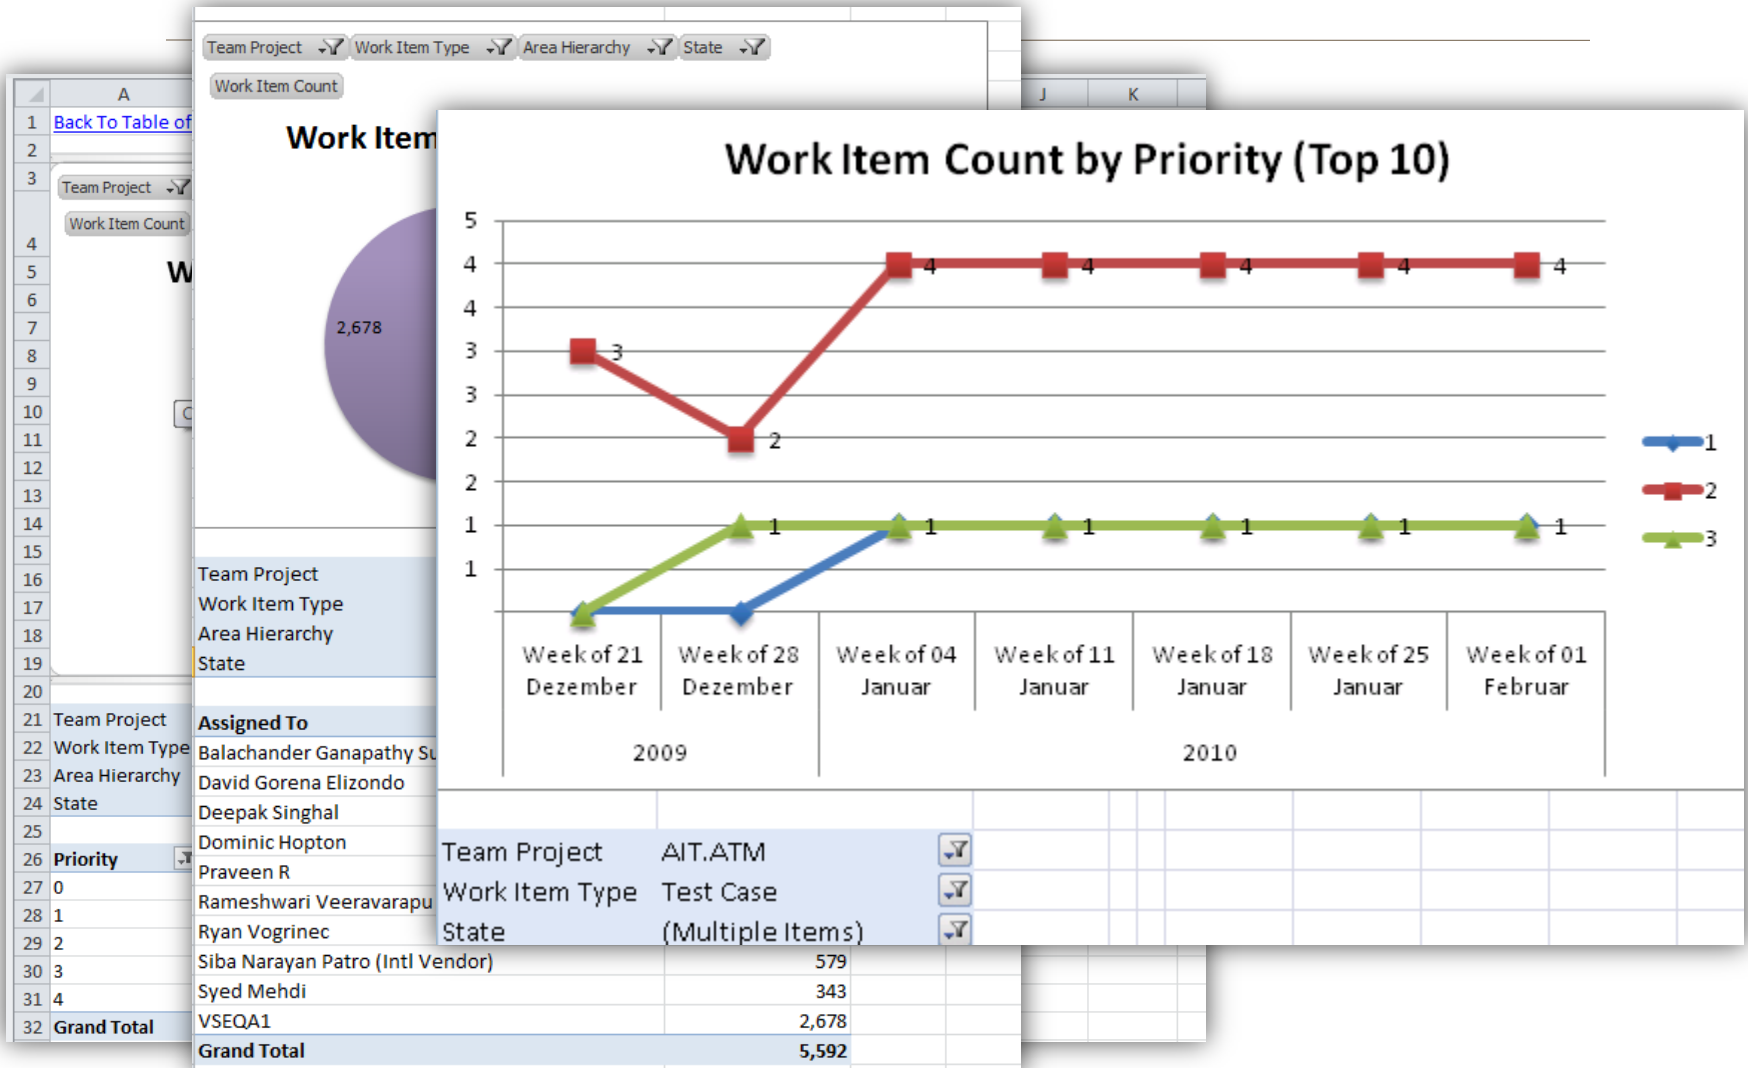 A
1
Back To Table of
2
3
Team Project
Work Item Count
4
5
W
6
7
8
9
10
11
12
13
14
15
16
17
18
19
20
21 Team Project
22 Work Item Type
23 Area Hierarchy
24 State
25
26 Priority
27 0
28 1
29 2
30 3
31 4
32 Grand Total
Team Project Work Item Type Area Hierarchy State
Work Item Count
Work Item
2,678
Team Project
Work Item Type
Area Hierarchy
State
Assigned To
Balachander Ganapathy Su
David Gorena Elizondo
Deepak Singhal
Dominic Hopton
Praveen R
Rameshwari Veeravarapu
Ryan Vogrinec
Siba Narayan Patro (Intl Vendor) 579
Syed Mehdi 343
VSEQA1 2,678
Grand Total 5,592
J K
Work Item Count by Priority (Top 10)
5
4
4
3
3
2
2
1
1
3 2 4 4 4 4 4
1 1 1 1 1 1
1
2
3
Week of 21 Week of 28 Week of 04 Week of 11 Week of 18 Week of 25 Week of 01
Dezember Dezember Januar Januar Januar Januar Februar
2009 2010
Team Project AIT.ATM
Work Item Type Test Case
State (Multiple Items)